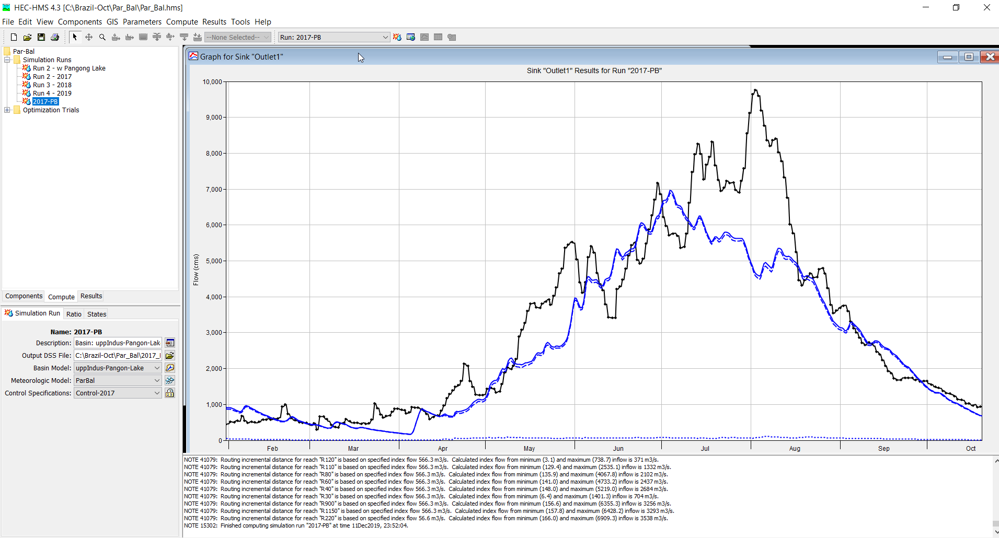 HEC-HMS 4.3 [C:\Brazil-Oct\Par_Bal\Par_Bal.hms]
File Edit View Components GIS Parameters Compute Results Tools Help
--None Selected-- Run: 2017-PB
Par-Bal
Simulation Runs
Run 2 - w Pangong Lake
Run 2 - 2017
Run 3 - 2018
Run 4 - 2019
2017-PB
Optimization Trials
Components Compute Results
Simulation Run Ratio States
Name: 2017-PB
Description: Basin: uppIndus-Pangon-Lak
Output DSS File: C:\Brazil-Oct\Par_Bal\2017_
Basin Model: uppIndus-Pangon-Lake
Meteorologic Model: ParBal
Control Specifications: Control-2017
Graph for Sink "Outlet1"
Sink "Outlet1" Results for Run "2017-PB"
10,000
9,000
8,000
7,000
6,000
5,000
4,000
3,000
2,000
1,000
0
Flow (cms)
Feb Mar Apr May Jun Jul Aug Sep Oct
NOTE 41079: Routing incremental distance for reach "R120" is based on specified index flow 566.3 m3/s. Calculated index flow from minimum (3.1) and maximum (738.7) inflow is 371 m3/s.
NOTE 41079: Routing incremental distance for reach "R110" is based on specified index flow 566.3 m3/s. Calculated index flow from minimum (129.4) and maximum (2535.1) inflow is 1332 m3/s.
NOTE 41079: Routing incremental distance for reach "R80" is based on specified index flow 566.3 m3/s. Calculated index flow from minimum (135.9) and maximum (4067.8) inflow is 2102 m3/s.
NOTE 41079: Routing incremental distance for reach "R60" is based on specified index flow 566.3 m3/s. Calculated index flow from minimum (141.0) and maximum (4733.2) inflow is 2437 m3/s.
NOTE 41079: Routing incremental distance for reach "R40" is based on specified index flow 566.3 m3/s. Calculated index flow from minimum (148.0) and maximum (5219.0) inflow is 2684 m3/s.
NOTE 41079: Routing incremental distance for reach "R30" is based on specified index flow 566.3 m3/s. Calculated index flow from minimum (6.4) and maximum (1401.3) inflow is 704 m3/s.
NOTE 41079: Routing incremental distance for reach "R900" is based on specified index flow 566.3 m3/s. Calculated index flow from minimum (156.6) and maximum (6355.3) inflow is 3256 m3/s.
NOTE 41079: Routing incremental distance for reach "R1150" is based on specified index flow 566.3 m3/s. Calculated index flow from minimum (157.8) and maximum (6428.2) inflow is 3293 m3/s.
NOTE 41079: Routing incremental distance for reach "R220" is based on specified index flow 56.6 m3/s. Calculated index flow from minimum (166.0) and maximum (6909.3) inflow is 3538 m3/s.
NOTE 15302: Finished computing simulation run "2017-PB" at time 11Dec2019, 23:52:04.